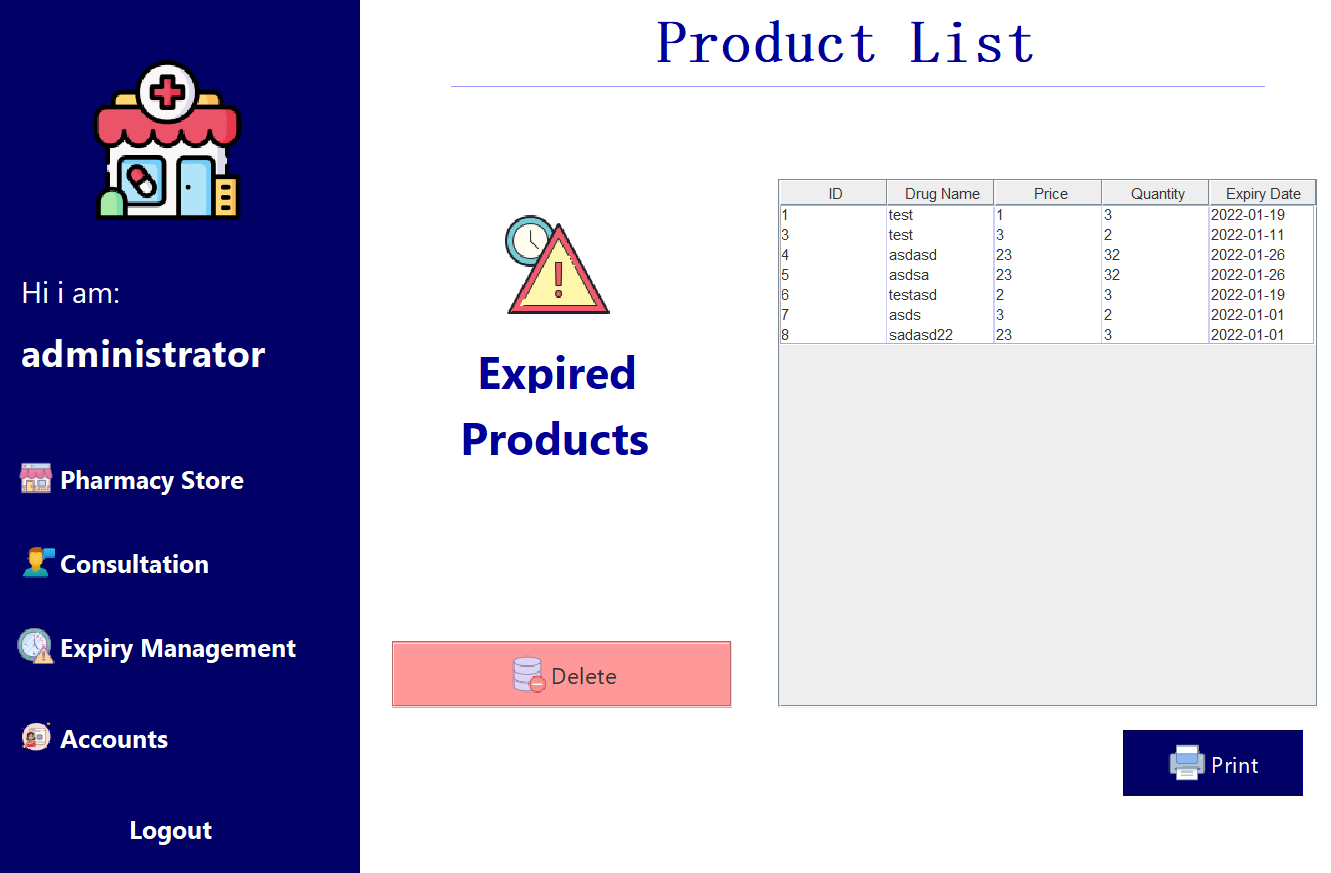 Product List
Hi i am:
administrator
Pharmacy Store
Consultation
Expiry Management
Accounts
Logout
Expired
Products
Delete
ID Drug Name Price Quantity Expiry Date
1 test 1 3 2022-01-19
3 test 3 2 2022-01-11
4 asdasd 23 32 2022-01-26
5 asdsa 23 32 2022-01-26
6 testasd 2 3 2022-01-19
7 asds 3 2 2022-01-01
8 sadasd22 23 3 2022-01-01
Print